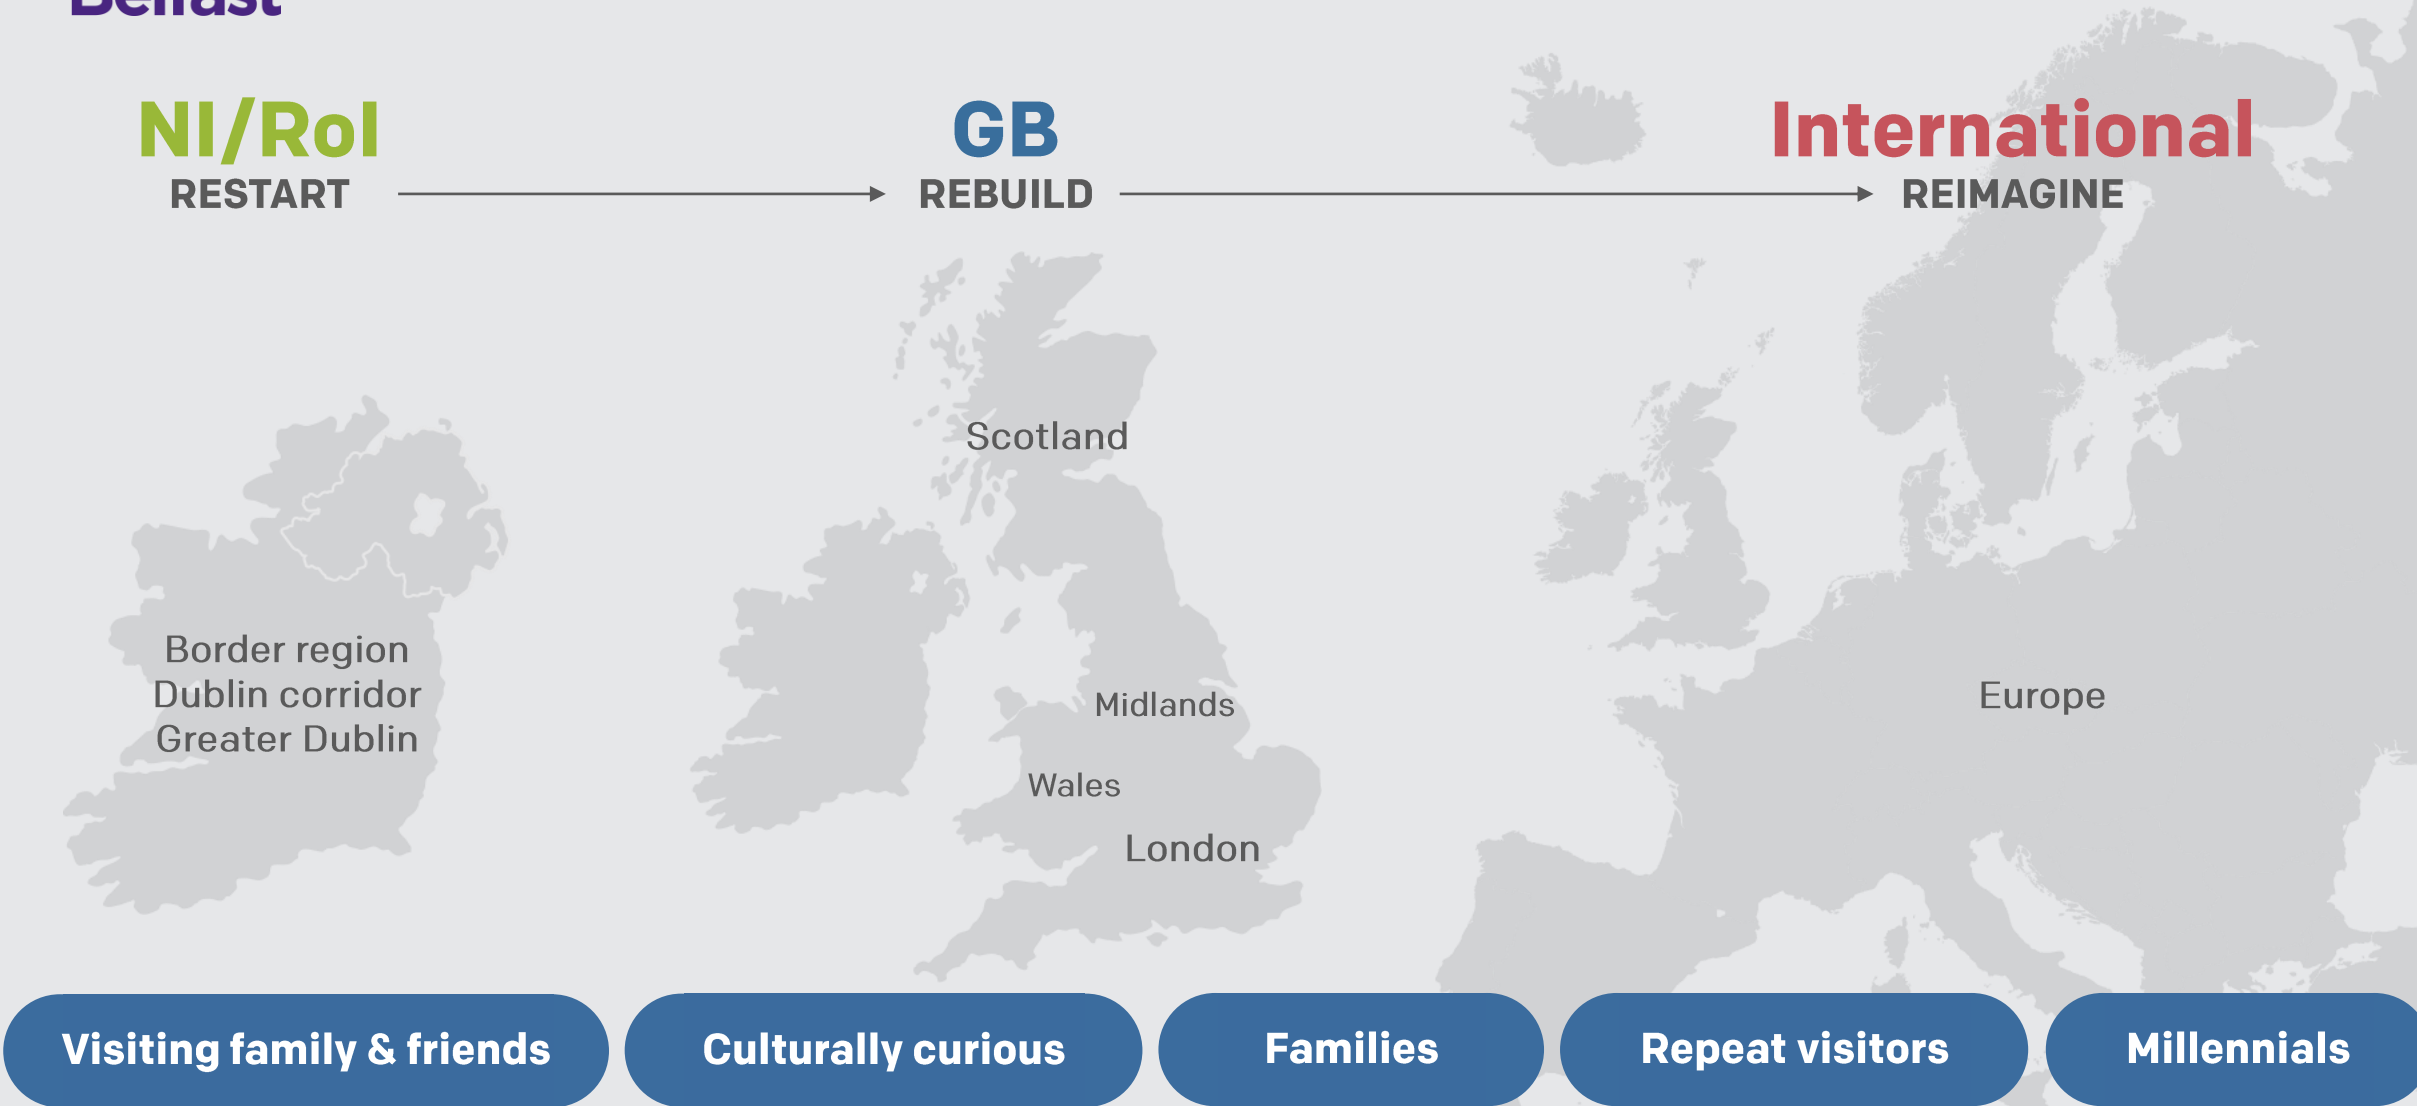 Belfast
NI/RoI
RESTART
GB
REBUILD
International
REIMAGINE
Border region
Dublin corridor
Greater Dublin
Scotland
Midlands
Wales
London
Europe
Visiting family & friends
Culturally curious
Families
Repeat visitors
Millennials